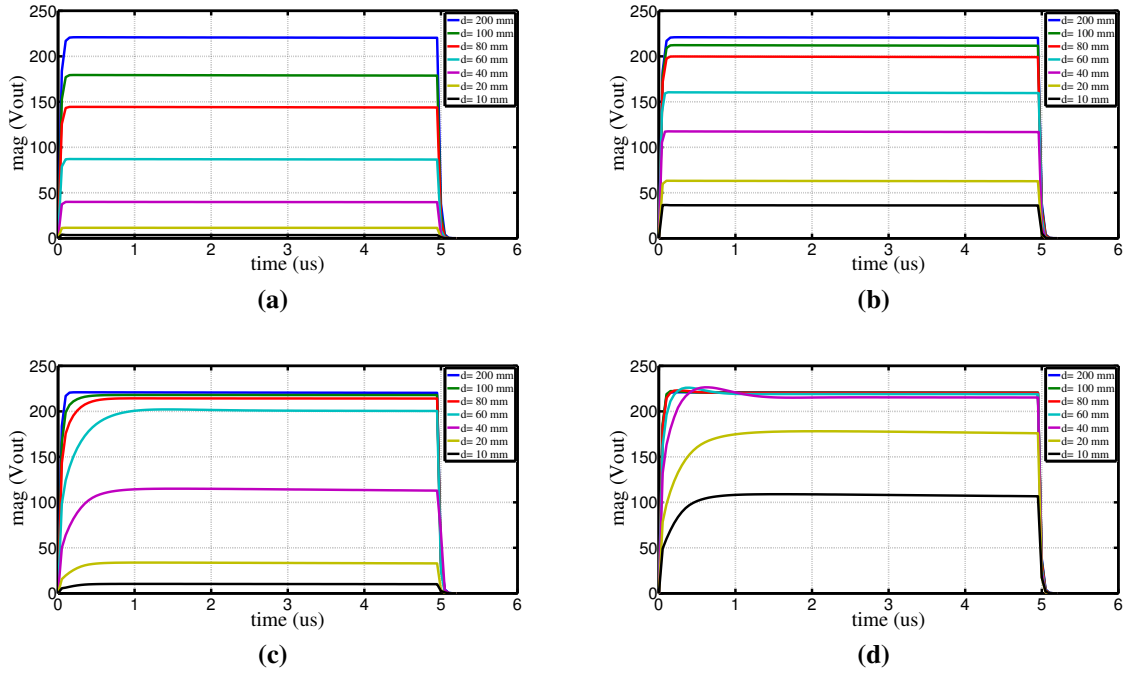 mag (Vout)
250
200
150
100
50
0
0 1 2 3 4 5 6
time (us)
d= 200 mm
d= 100 mm
d= 80 mm
d= 60 mm
d= 40 mm
d= 20 mm
d= 10 mm
(a)
mag (Vout)
250
200
150
100
50
0
0 1 2 3 4 5 6
time (us)
d= 200 mm
d= 100 mm
d= 80 mm
d= 60 mm
d= 40 mm
d= 20 mm
d= 10 mm
(b)
mag (Vout)
250
200
150
100
50
0
0 1 2 3 4 5 6
time (us)
d= 200 mm
d= 100 mm
d= 80 mm
d= 60 mm
d= 40 mm
d= 20 mm
d= 10 mm
(c)
mag (Vout)
250
200
150
100
50
0
0 1 2 3 4 5 6
time (us)
d= 200 mm
d= 100 mm
d= 80 mm
d= 60 mm
d= 40 mm
d= 20 mm
d= 10 mm
(d)